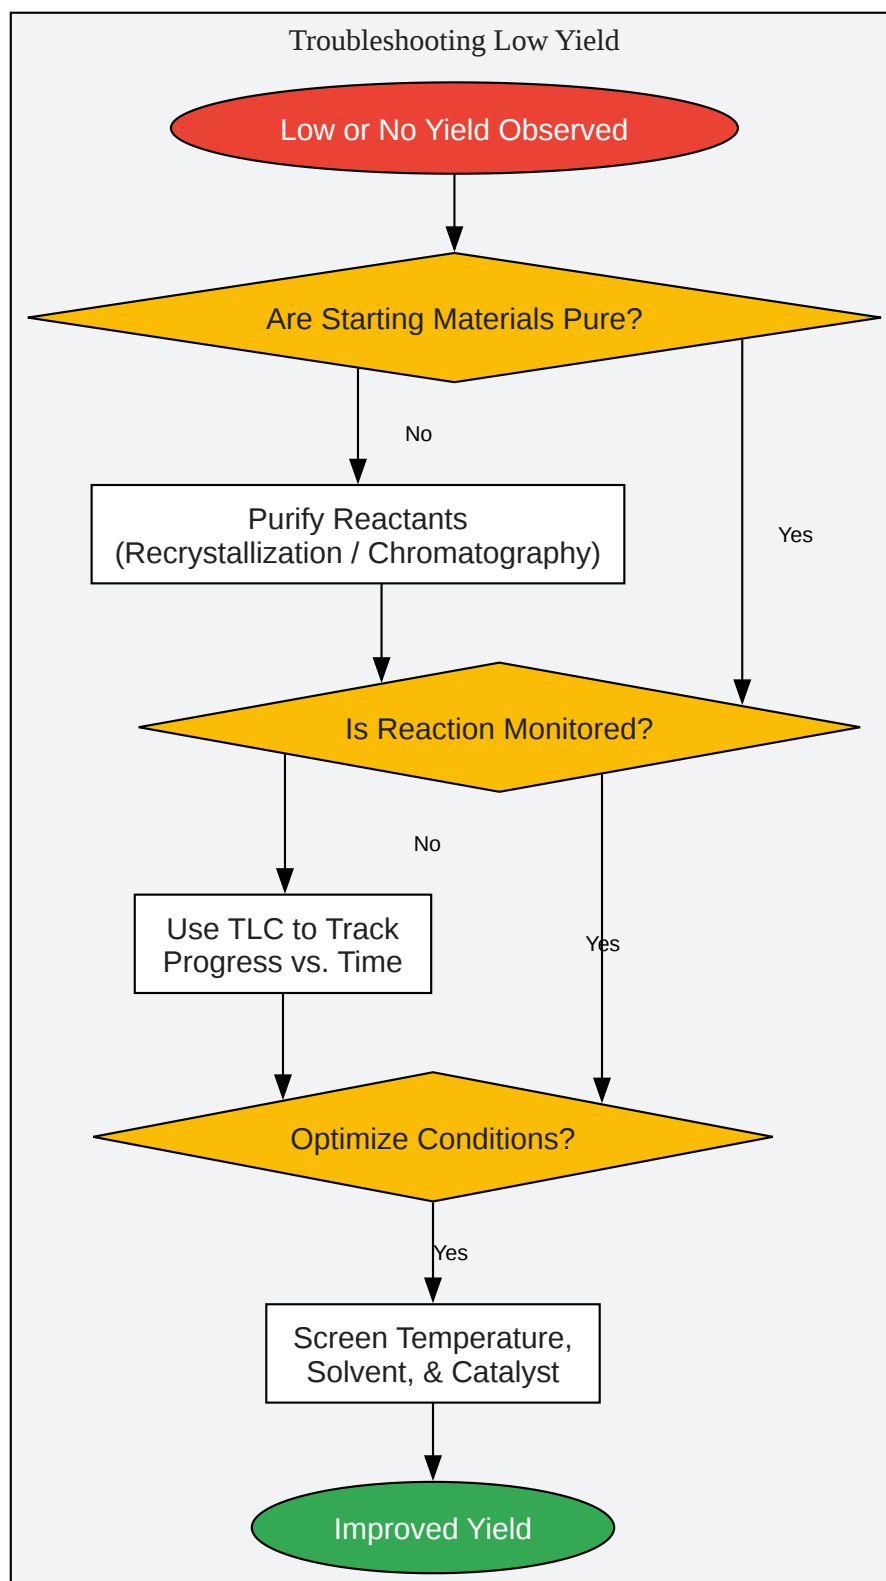 Troubleshooting Low Yield
Low or No Yield Observed
Are Starting Materials Pure?
No
Purify Reactants
(Recrystallization / Chromatography)
Yes
Is Reaction Monitored?
No
Use TLC to Track
Progress vs. Time
Yes
Optimize Conditions?
Yes
Screen Temperature,
Solvent, & Catalyst
Improved Yield